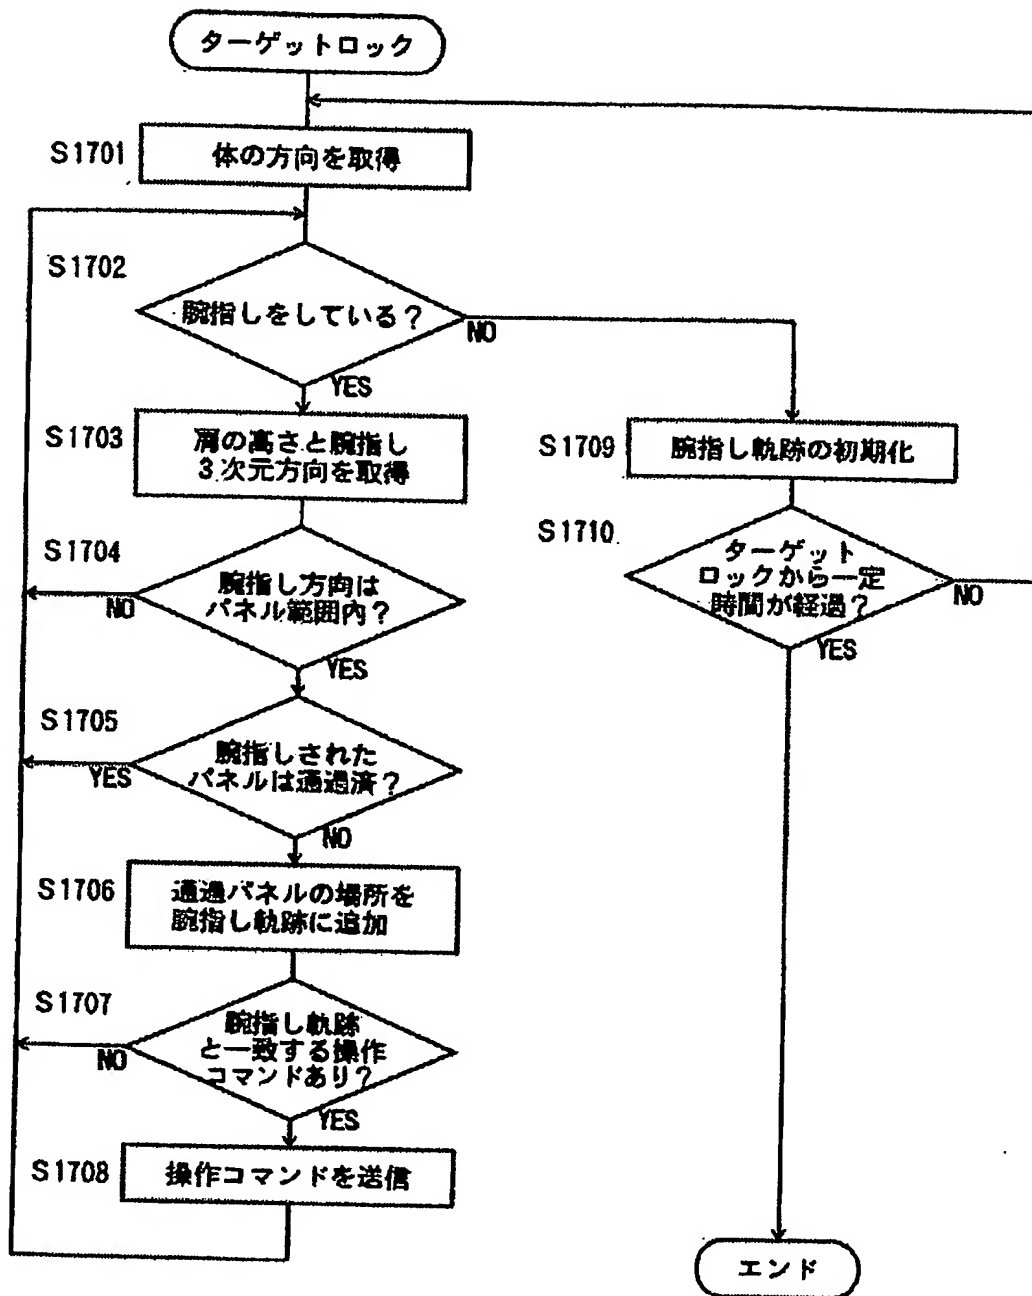 ターゲットロック
S1701
体の方向を取得
S1702
腕指しをしている?
NO
YES
S1703
肩の高さと腕指し
3次元方向を取得
S1704
腕指し方向は
パネル範囲内?
NO
YES
S1705
腕指しされた
パネルは通過済?
YES
NO
S1706
通過パネルの場所を
腕指し軌跡に追加
S1707
腕指し軌跡
と一致する操作
コマンドあり?
NO
YES
S1708
操作コマンドを送信
S1709
腕指し軌跡の初期化
S1710
ターゲット
ロックから一定
時間が経過?
NO
YES
エンド